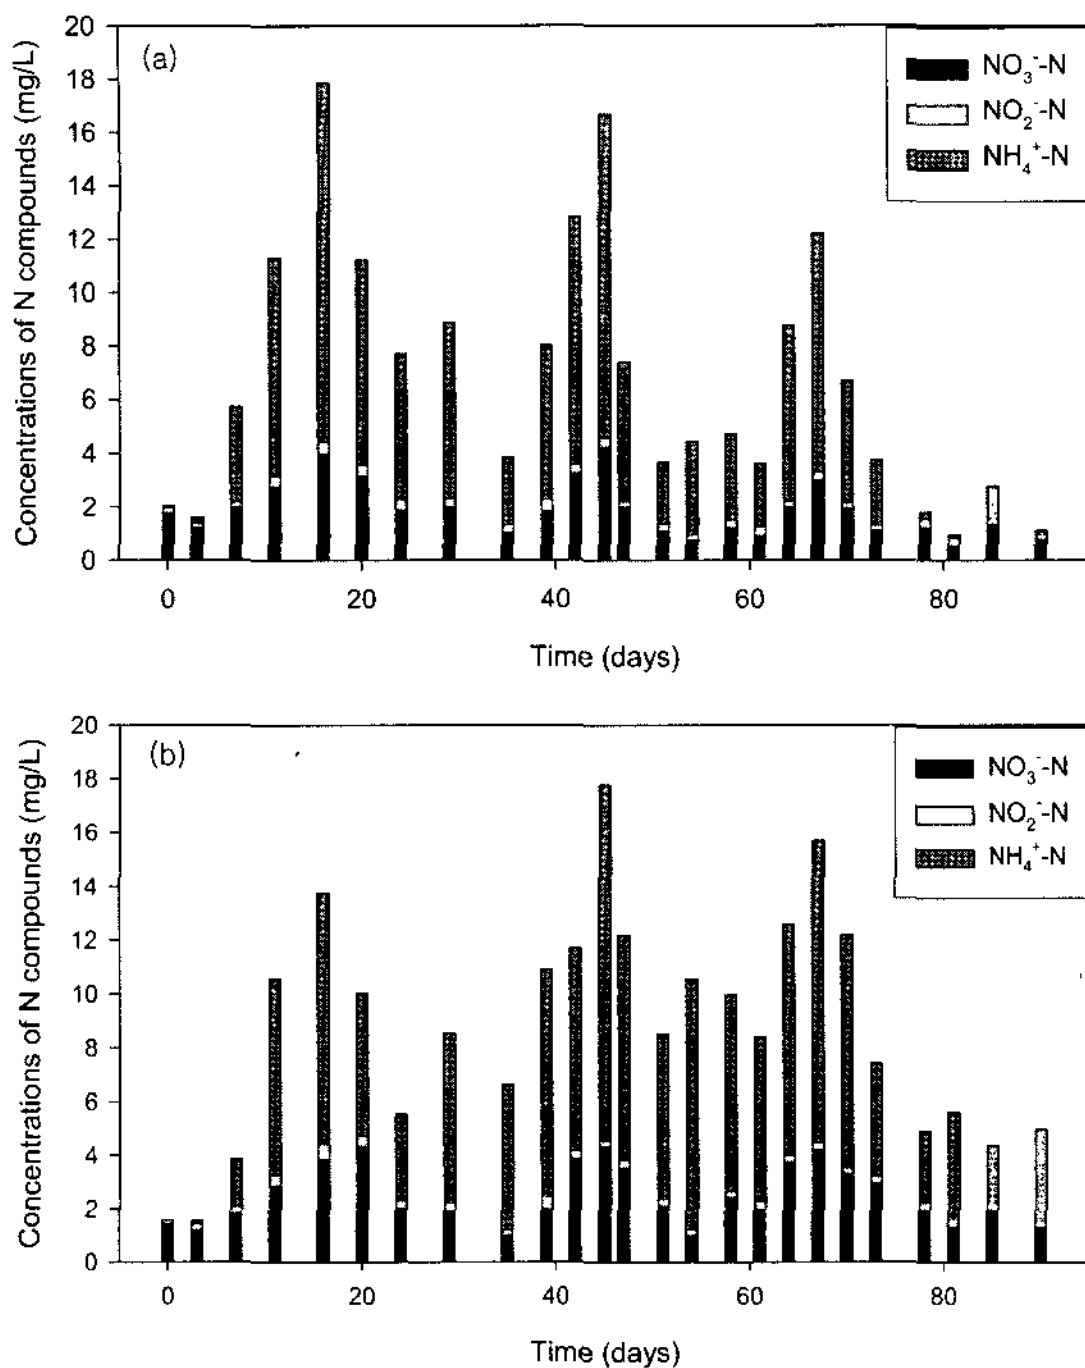 (a)
Concentrations of N compounds (mg/L)
20
18
16
14
12
10
8
6
4
2
0
NO₃⁻-N
NO₂⁻-N
NH₄⁺-N
0 20 40 60 80
Time (days)
(b)
Concentrations of N compounds (mg/L)
20
18
16
14
12
10
8
6
4
2
0
NO₃⁻-N
NO₂⁻-N
NH₄⁺-N
0 20 40 60 80
Time (days)